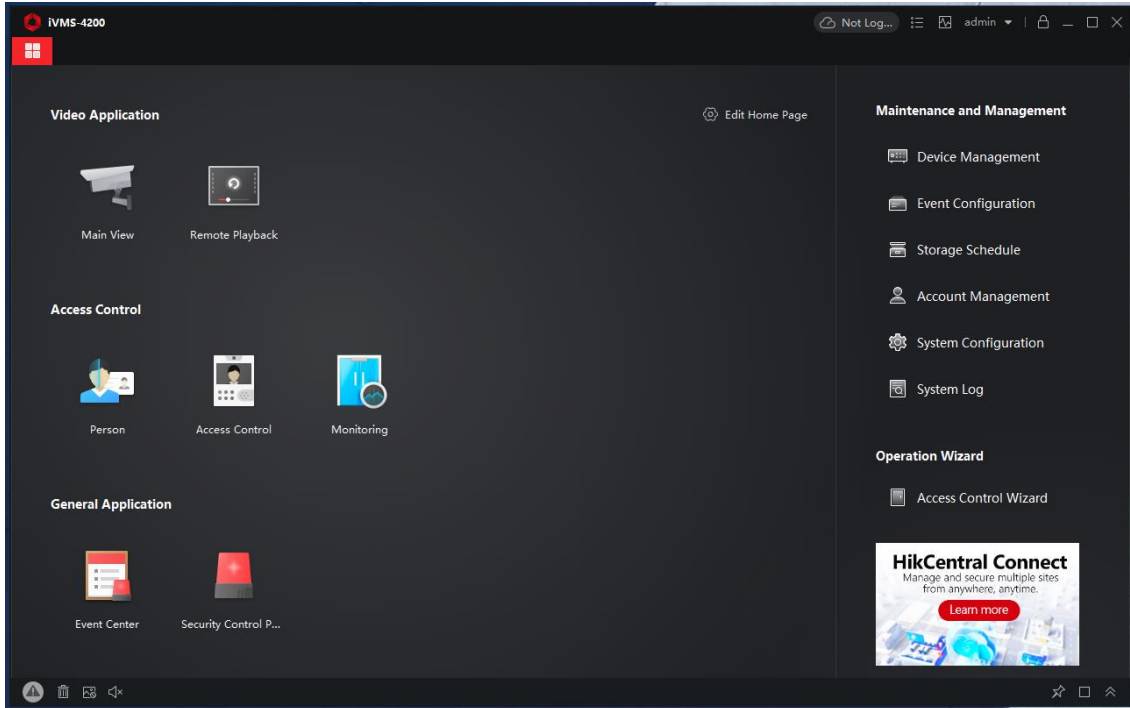 iVMS-4200
Not Log...
admin
Video Application
Edit Home Page
Main View
Remote Playback
Access Control
Person
Access Control
Monitoring
General Application
Event Center
Security Control P...
Maintenance and Management
Device Management
Event Configuration
Storage Schedule
Account Management
System Configuration
System Log
Operation Wizard
Access Control Wizard
HikCentral Connect
Manage and secure multiple sites
from anywhere, anytime.
Learn more